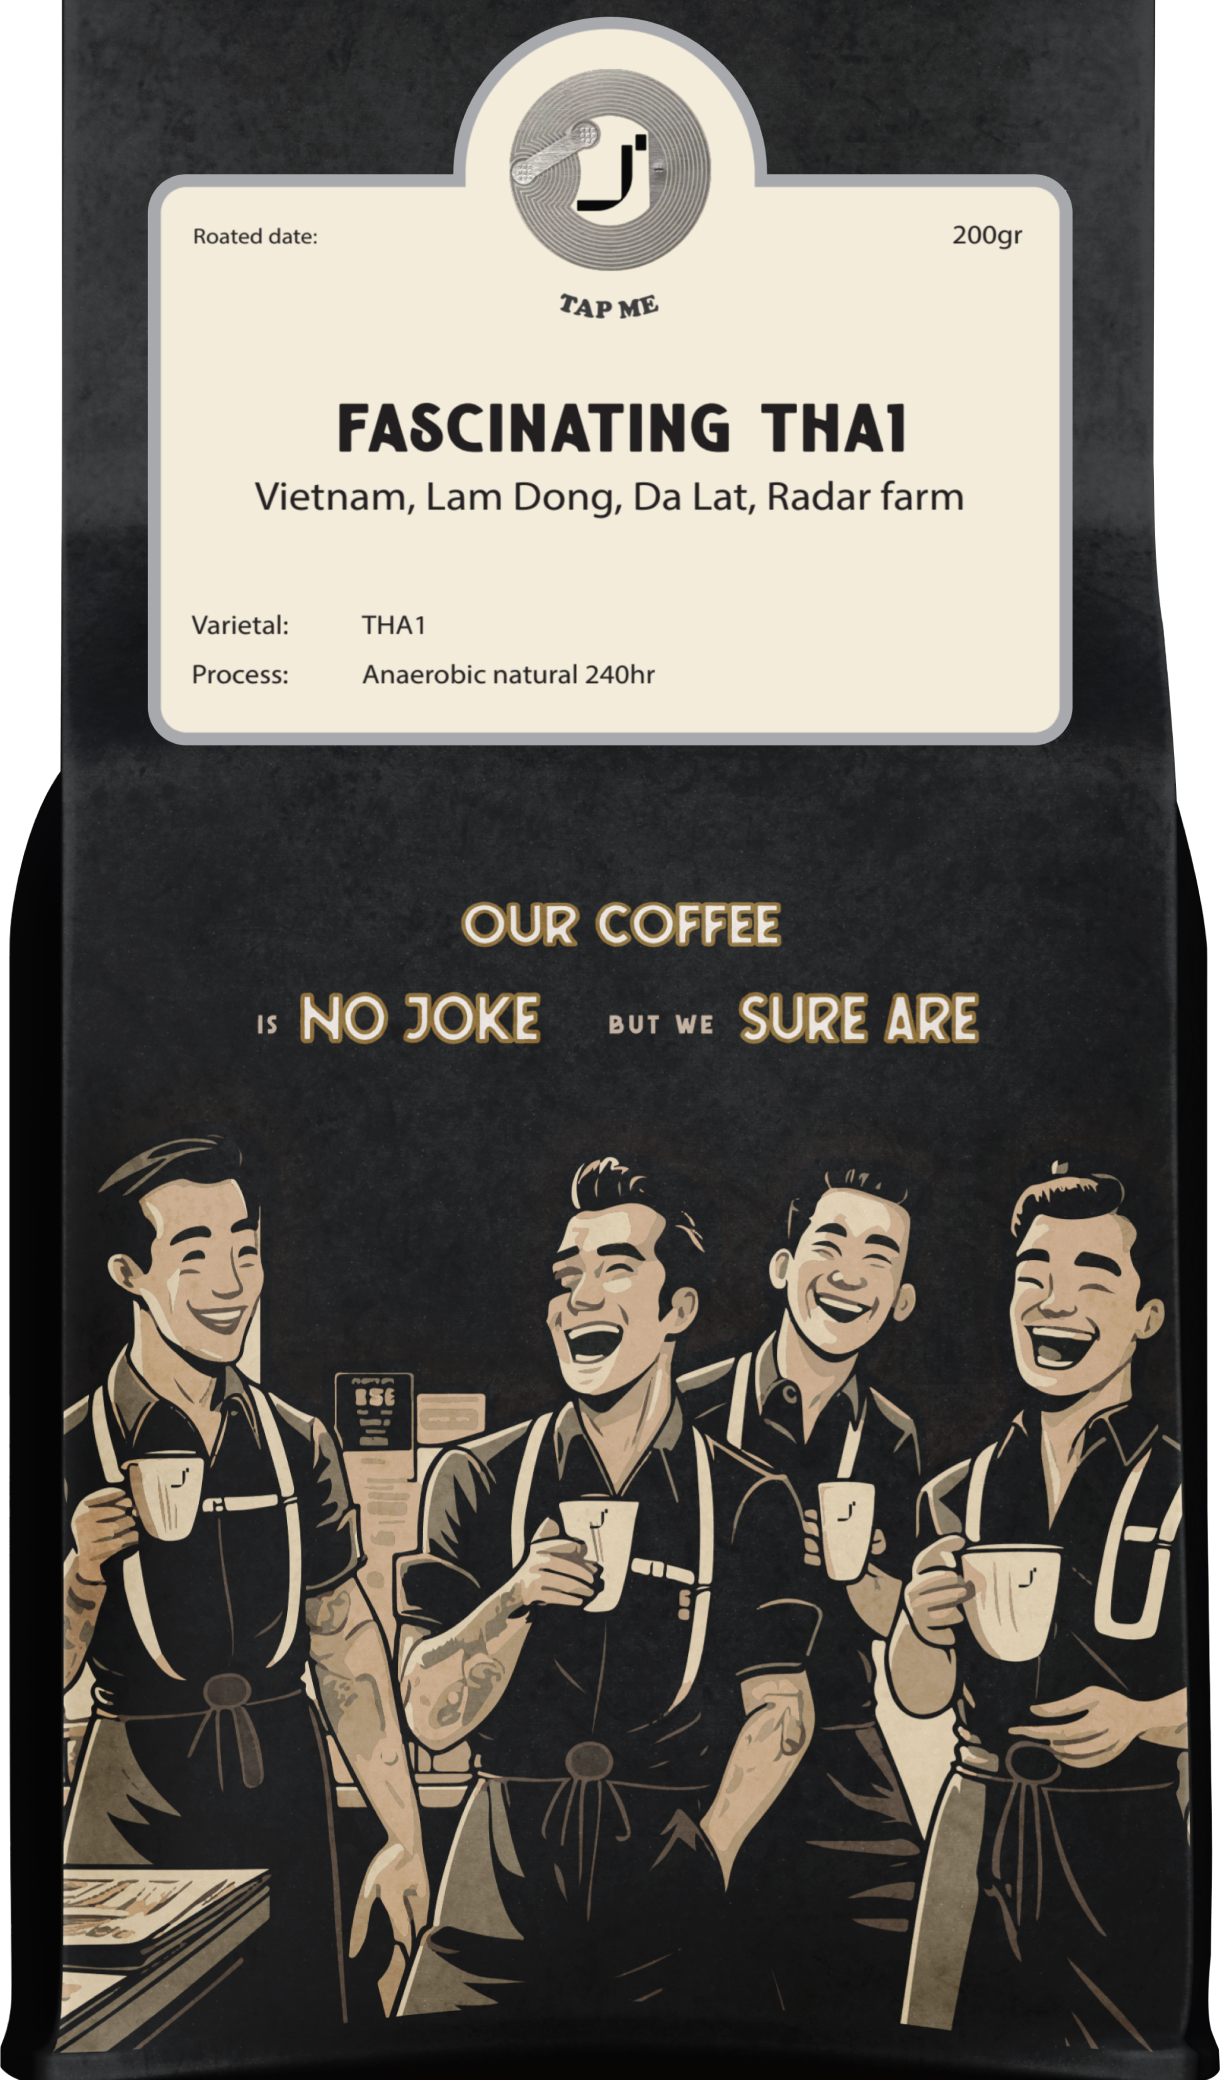 Roated date:
200gr
TAP ME
FASCINATING THA1
Vietnam, Lam Dong, Da Lat, Radar farm
Varietal: THA1
Process: Anaerobic natural 240hr
OUR COFFEE
IS NO JOKE BUT WE SURE ARE